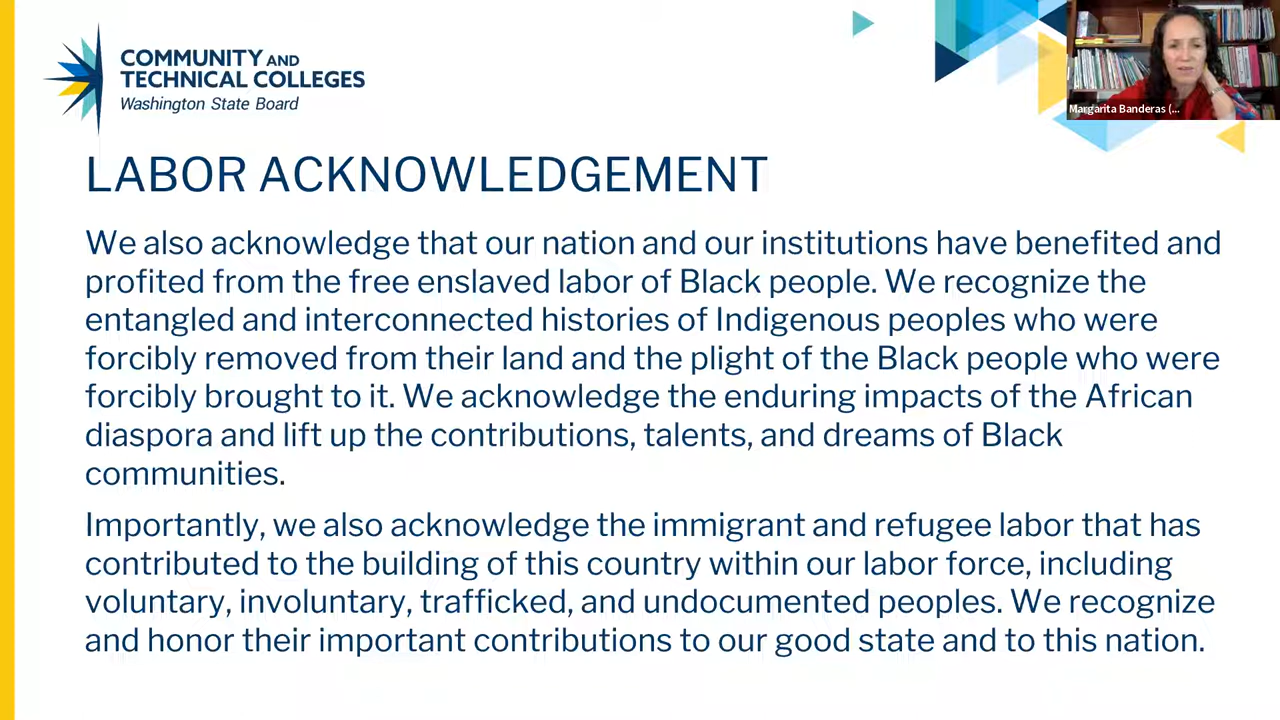 COMMUNITY AND
TECHNICAL COLLEGES
Washington State Board
Margarita Banderas (...
LABOR ACKNOWLEDGEMENT
We also acknowledge that our nation and our institutions have benefited and
profited from the free enslaved labor of Black people. We recognize the
entangled and interconnected histories of Indigenous peoples who were
forcibly removed from their land and the plight of the Black people who were
forcibly brought to it. We acknowledge the enduring impacts of the African
diaspora and lift up the contributions, talents, and dreams of Black
communities.
Importantly, we also acknowledge the immigrant and refugee labor that has
contributed to the building of this country within our labor force, including
voluntary, involuntary, trafficked, and undocumented peoples. We recognize
and honor their important contributions to our good state and to this nation.